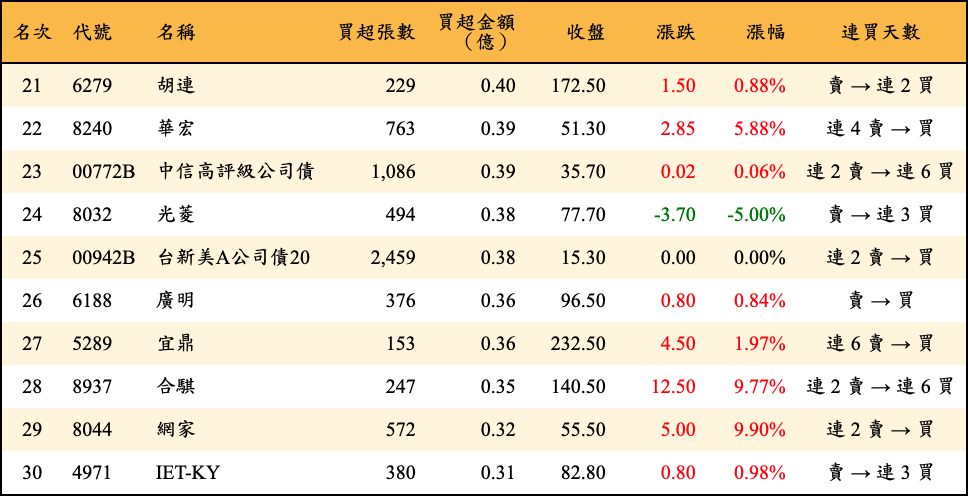 名次 代號 名稱 買超張數 買超金額（億） 收盤 漲跌 漲幅 連買天數
21 6279 胡連 229 0.40 172.50 1.50 0.88% 賣 → 連 2 買
22 8240 華宏 763 0.39 51.30 2.85 5.88% 連 4 賣 → 買
23 00772B 中信高評級公司債 1,086 0.39 35.70 0.02 0.06% 連 2 賣 → 連 6 買
24 8032 光菱 494 0.38 77.70 -3.70 -5.00% 賣 → 連 3 買
25 00942B 台新美A公司債20 2,459 0.38 15.30 0.00 0.00% 連 2 賣 → 買
26 6188 廣明 376 0.36 96.50 0.80 0.84% 賣 → 買
27 5289 宜鼎 153 0.36 232.50 4.50 1.97% 連 6 賣 → 買
28 8937 合騏 247 0.35 140.50 12.50 9.77% 連 2 賣 → 連 6 買
29 8044 網家 572 0.32 55.50 5.00 9.90% 連 2 賣 → 買
30 4971 IET-KY 380 0.31 82.80 0.80 0.98% 賣 → 連 3 買